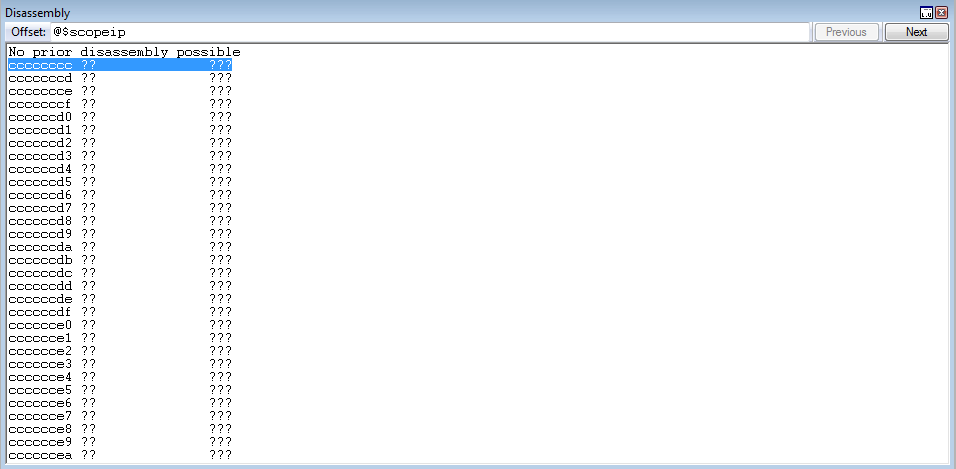 Disassembly
Offset: @$scopeip Previous Next
No prior disassembly possible
cccccccc ?? ???
cccccccd ?? ???
ccccccce ?? ???
cccccccf ?? ???
ccccccd0 ?? ???
ccccccd1 ?? ???
ccccccd2 ?? ???
ccccccd3 ?? ???
ccccccd4 ?? ???
ccccccd5 ?? ???
ccccccd6 ?? ???
ccccccd7 ?? ???
ccccccd8 ?? ???
ccccccd9 ?? ???
ccccccda ?? ???
ccccccdb ?? ???
ccccccdc ?? ???
ccccccdd ?? ???
ccccccde ?? ???
ccccccdf ?? ???
cccccce0 ?? ???
cccccce1 ?? ???
cccccce2 ?? ???
cccccce3 ?? ???
cccccce4 ?? ???
cccccce5 ?? ???
cccccce6 ?? ???
cccccce7 ?? ???
cccccce8 ?? ???
cccccce9 ?? ???
ccccccea ?? ???